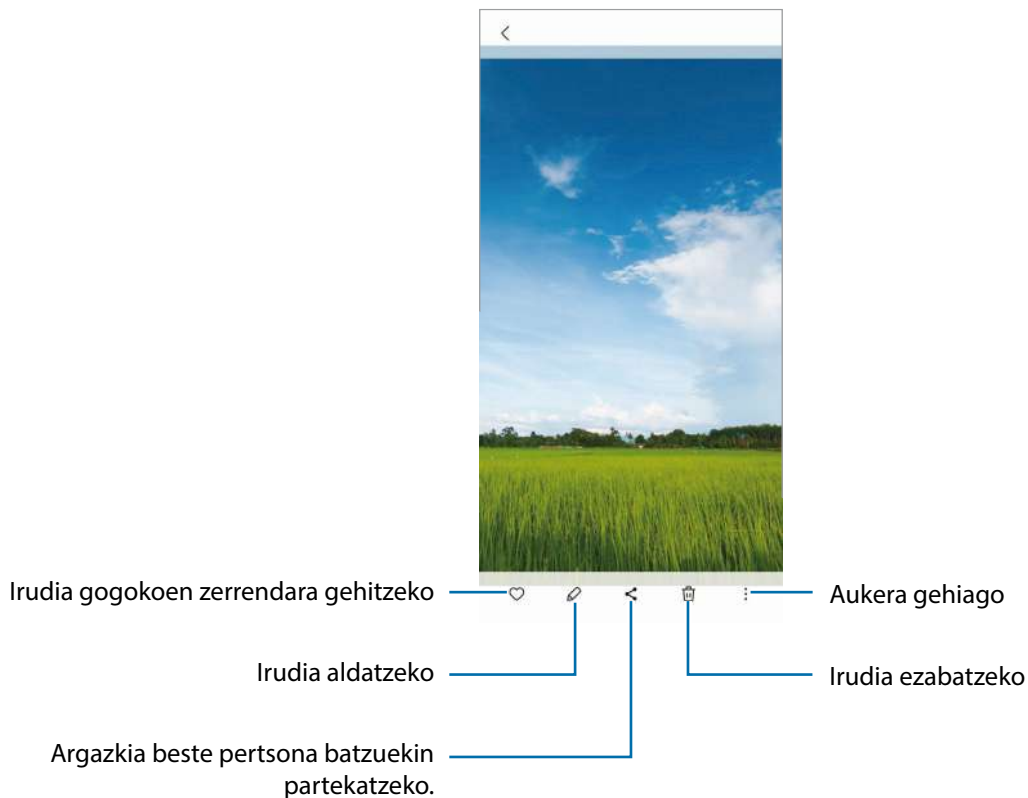 Irudia gogokoen zerrendara gehitzeko
Aukera gehiago
Irudia aldatzeko
Irudia ezabatzeko
Argazkia beste pertsona batzuekin
partekatzeko.